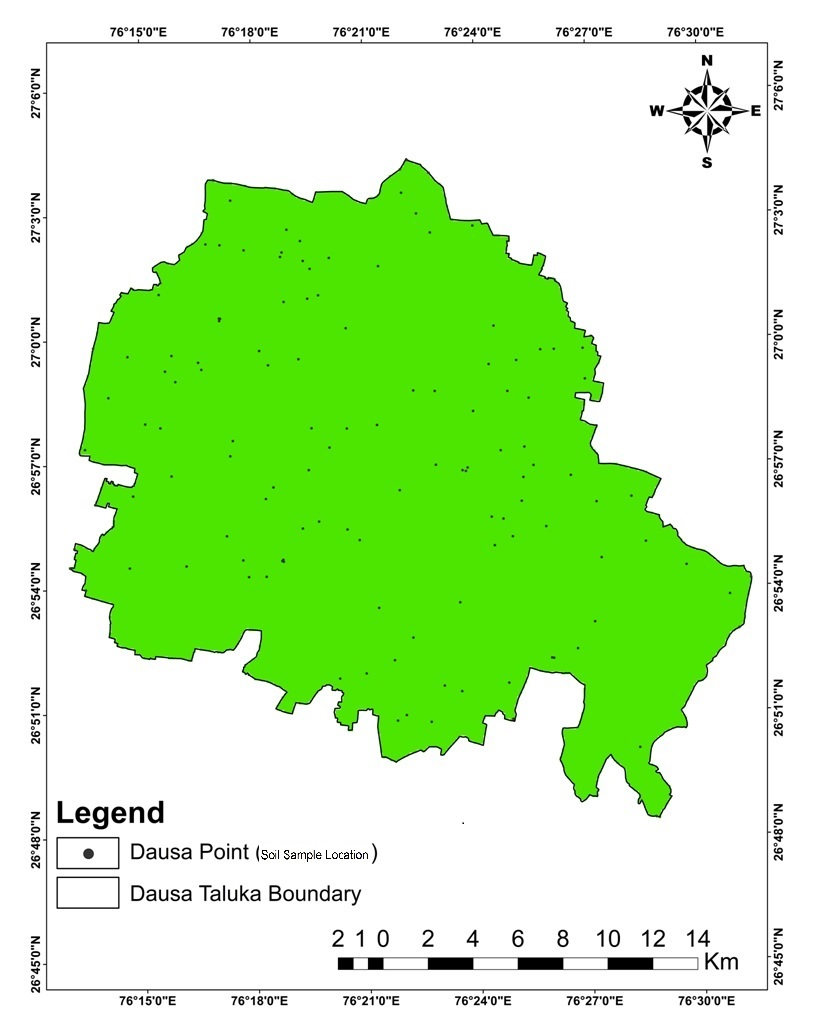 76°15'0"E 76°18'0"E 76°21'0"E 76°24'0"E 76°27'0"E 76°30'0"E
N
W E
S
27°6'0"N 27°6'0"N
27°3'0"N 27°3'0"N
27°0'0"N 27°0'0"N
26°57'0"N 26°57'0"N
26°54'0"N 26°54'0"N
26°51'0"N 26°51'0"N
26°48'0"N 26°48'0"N
26°45'0"N 26°45'0"N
Legend
Dausa Point (Soil Sample Location)
Dausa Taluka Boundary
2 1 0 2 4 6 8 10 12 14
Km
76°15'0"E 76°18'0"E 76°21'0"E 76°24'0"E 76°27'0"E 76°30'0"E